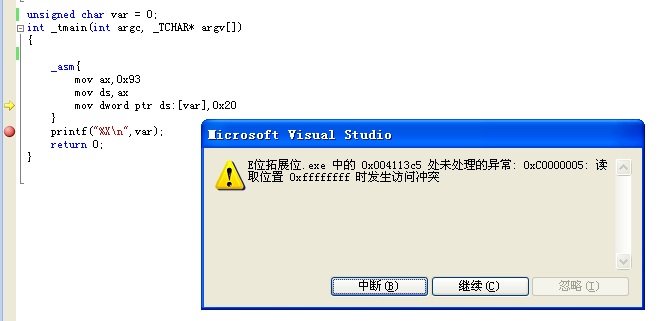 unsigned char var = 0;
int _tmain(int argc, _TCHAR* argv[])
{
_asm{
mov ax,0x93
mov ds,ax
mov dword ptr ds:[var],0x20
}
printf("%X\n",var);
return 0;
}
Microsoft Visual Studio
E位拓展位.exe 中的 0x004113c5 处未处理的异常: 0xC0000005: 读
取位置 0xffffffff 时发生访问冲突
中断(B)
继续(C)
忽略(I)